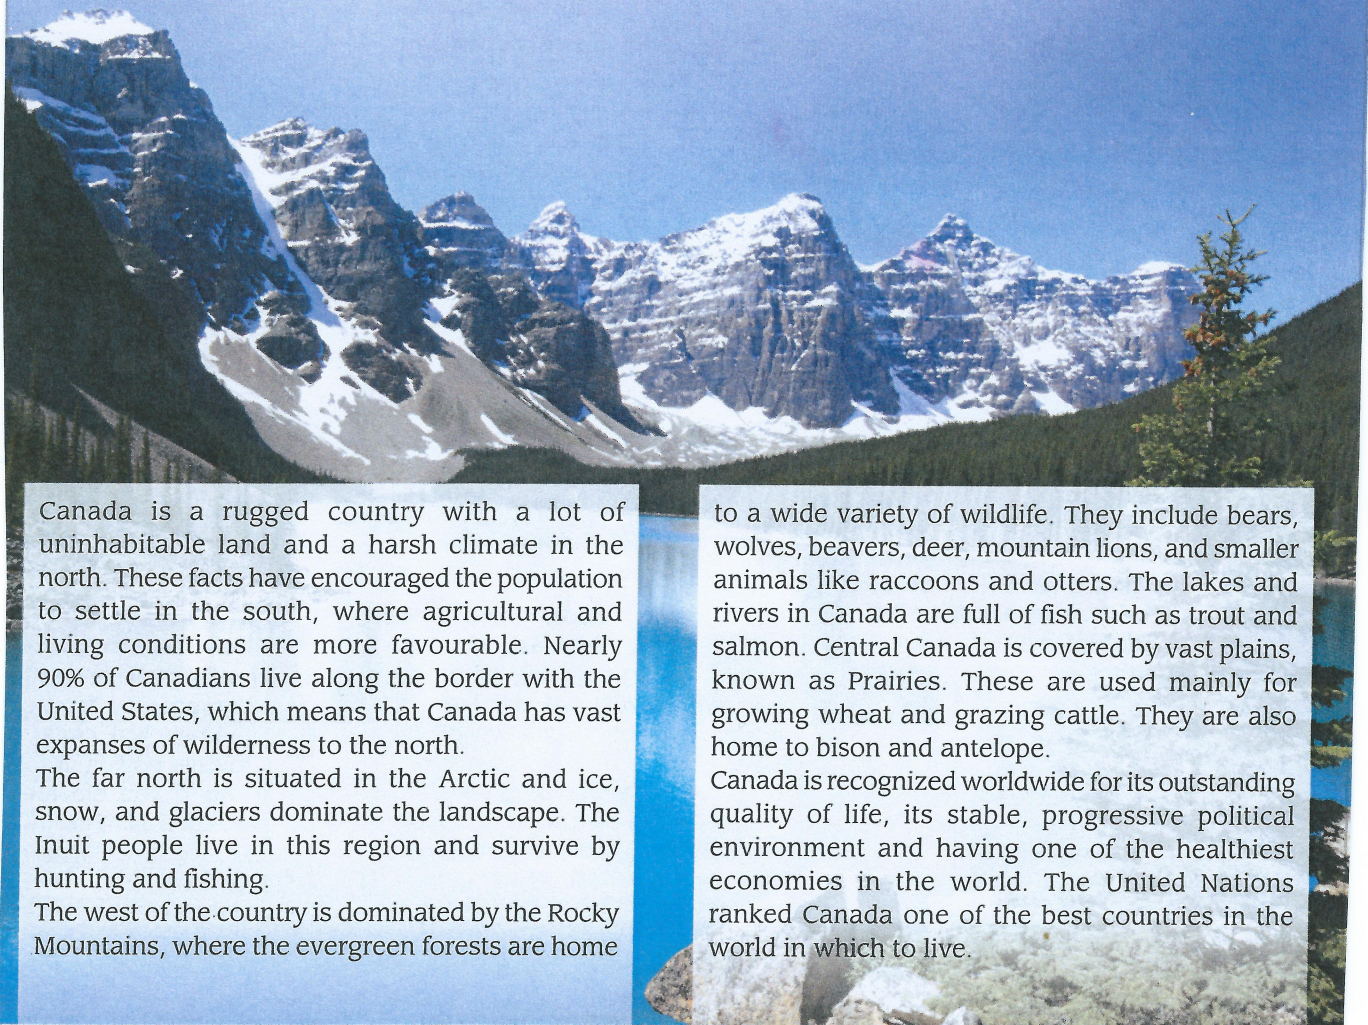 Canada is a rugged country with a lot of
uninhabitable land and a harsh climate in the
north. These facts have encouraged the population
to settle in the south, where agricultural and
living conditions are more favourable. Nearly
90% of Canadians live along the border with the
United States, which means that Canada has vast
expanses of wilderness to the north.
The far north is situated in the Arctic and ice,
snow, and glaciers dominate the landscape. The
Inuit people live in this region and survive by
hunting and fishing.
The west of the country is dominated by the Rocky
Mountains, where the evergreen forests are home
to a wide variety of wildlife. They include bears,
wolves, beavers, deer, mountain lions, and smaller
animals like raccoons and otters. The lakes and
rivers in Canada are full of fish such as trout and
salmon. Central Canada is covered by vast plains,
known as Prairies. These are used mainly for
growing wheat and grazing cattle. They are also
home to bison and antelope.
Canada is recognized worldwide for its outstanding
quality of life, its stable, progressive political
environment and having one of the healthiest
economies in the world. The United Nations
ranked Canada one of the best countries in the
world in which to live.